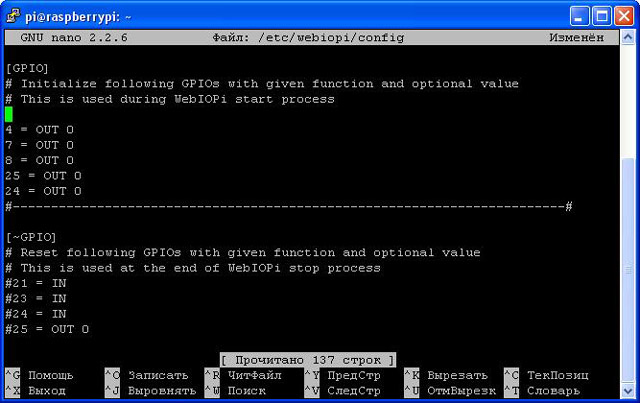 pi@raspberrypi: ~
GNU nano 2.2.6 Файл: /etc/webiopi/config Изменён
[GPIO]
# Initialize following GPIOs with given function and optional value
# This is used during WebIOPi start process
4 = OUT 0
7 = OUT 0
8 = OUT 0
25 = OUT 0
24 = OUT 0
#------------------------------------------------------------------------#
[~GPIO]
# Reset following GPIOs with given function and optional value
# This is used at the end of WebIOPi stop process
#21 = IN
#23 = IN
#24 = IN
#25 = OUT 0
[ Прочитано 137 строк ]
^G Помощь ^O Записать ^R ЧитФайл ^Y ПредСтр ^K Вырезать ^C ТекПозиц
^X Выход ^J Выровнять ^W Поиск ^V СледСтр ^U ОтмВырезк ^T Словарь